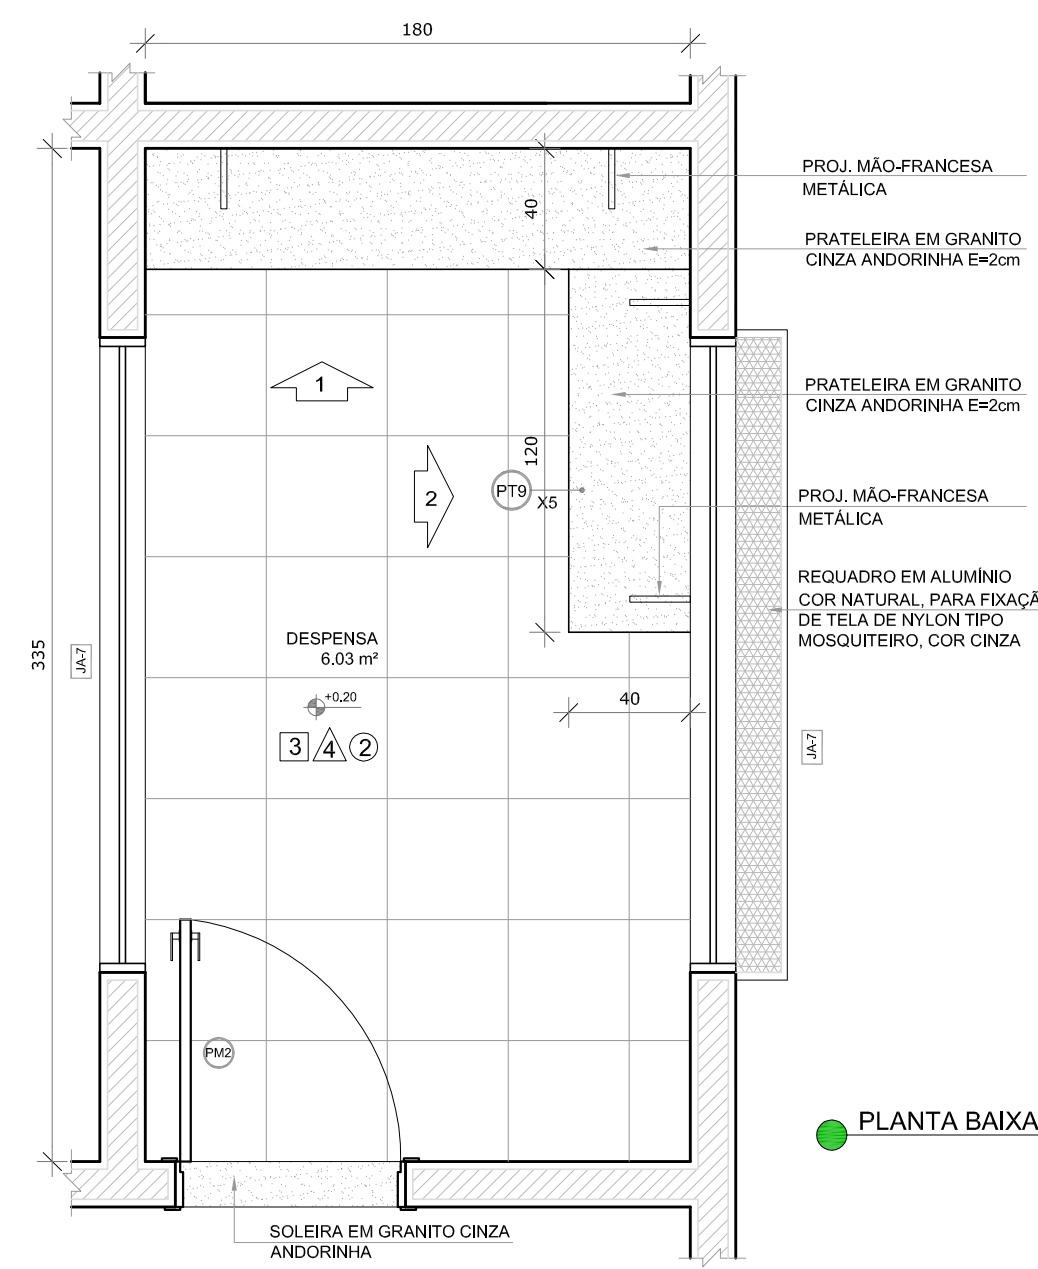 180
PROJ. MÃO-FRANCESA
METÁLICA
40
PRATELEIRA EM GRANITO
CINZA ANDORINHA E=2cm
1
PRATELEIRA EM GRANITO
CINZA ANDORINHA E=2cm
120
2
PT9
X5
PROJ. MÃO-FRANCESA
METÁLICA
REQUADRO EM ALUMÍNIO
COR NATURAL, PARA FIXAÇÃ
DE TELA DE NYLON TIPO
MOSQUITEIRO, COR CINZA
335
JA-7
DESPENSA
6.03 m²
+0.20
40
3 4 2
JA-7
PM2
PLANTA BAIXA
SOLEIRA EM GRANITO CINZA
ANDORINHA